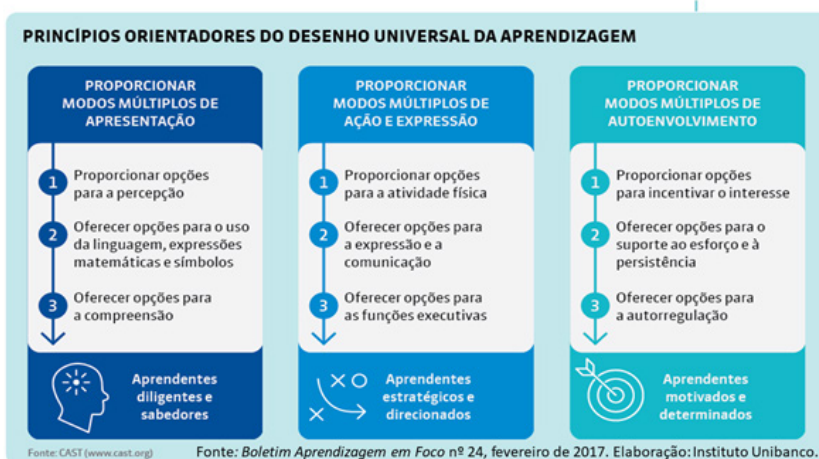 PRINCÍPIOS ORIENTADORES DO DESENHO UNIVERSAL DA APRENDIZAGEM
PROPORCIONAR
MODOS MÚLTIPLOS DE
APRESENTAÇÃO
1 Proporcionar opções
para a percepção
2 Oferecer opções para o uso
da linguagem, expressões
matemáticas e símbolos
3 Oferecer opções para
a compreensão
Aprendentes
diligentes e
sabedores
PROPORCIONAR
MODOS MÚLTIPLOS DE
AÇÃO E EXPRESSÃO
1 Proporcionar opções
para a atividade física
2 Oferecer opções para
a expressão e a
comunicação
3 Oferecer opções para
as funções executivas
Aprendentes
estratégicos e
direcionados
PROPORCIONAR
MODOS MÚLTIPLOS DE
AUTOENVOLVIMENTO
1 Proporcionar opções
para incentivar o interesse
2 Oferecer opções para o
suporte ao esforço e à
persistência
3 Oferecer opções para
a autorregulação
Aprendentes
motivados e
determinados
Fonte: CAST (www.cast.org)
Fonte: Boletim Aprendizagem em Foco nº 24, fevereiro de 2017. Elaboração: Instituto Unibanco.